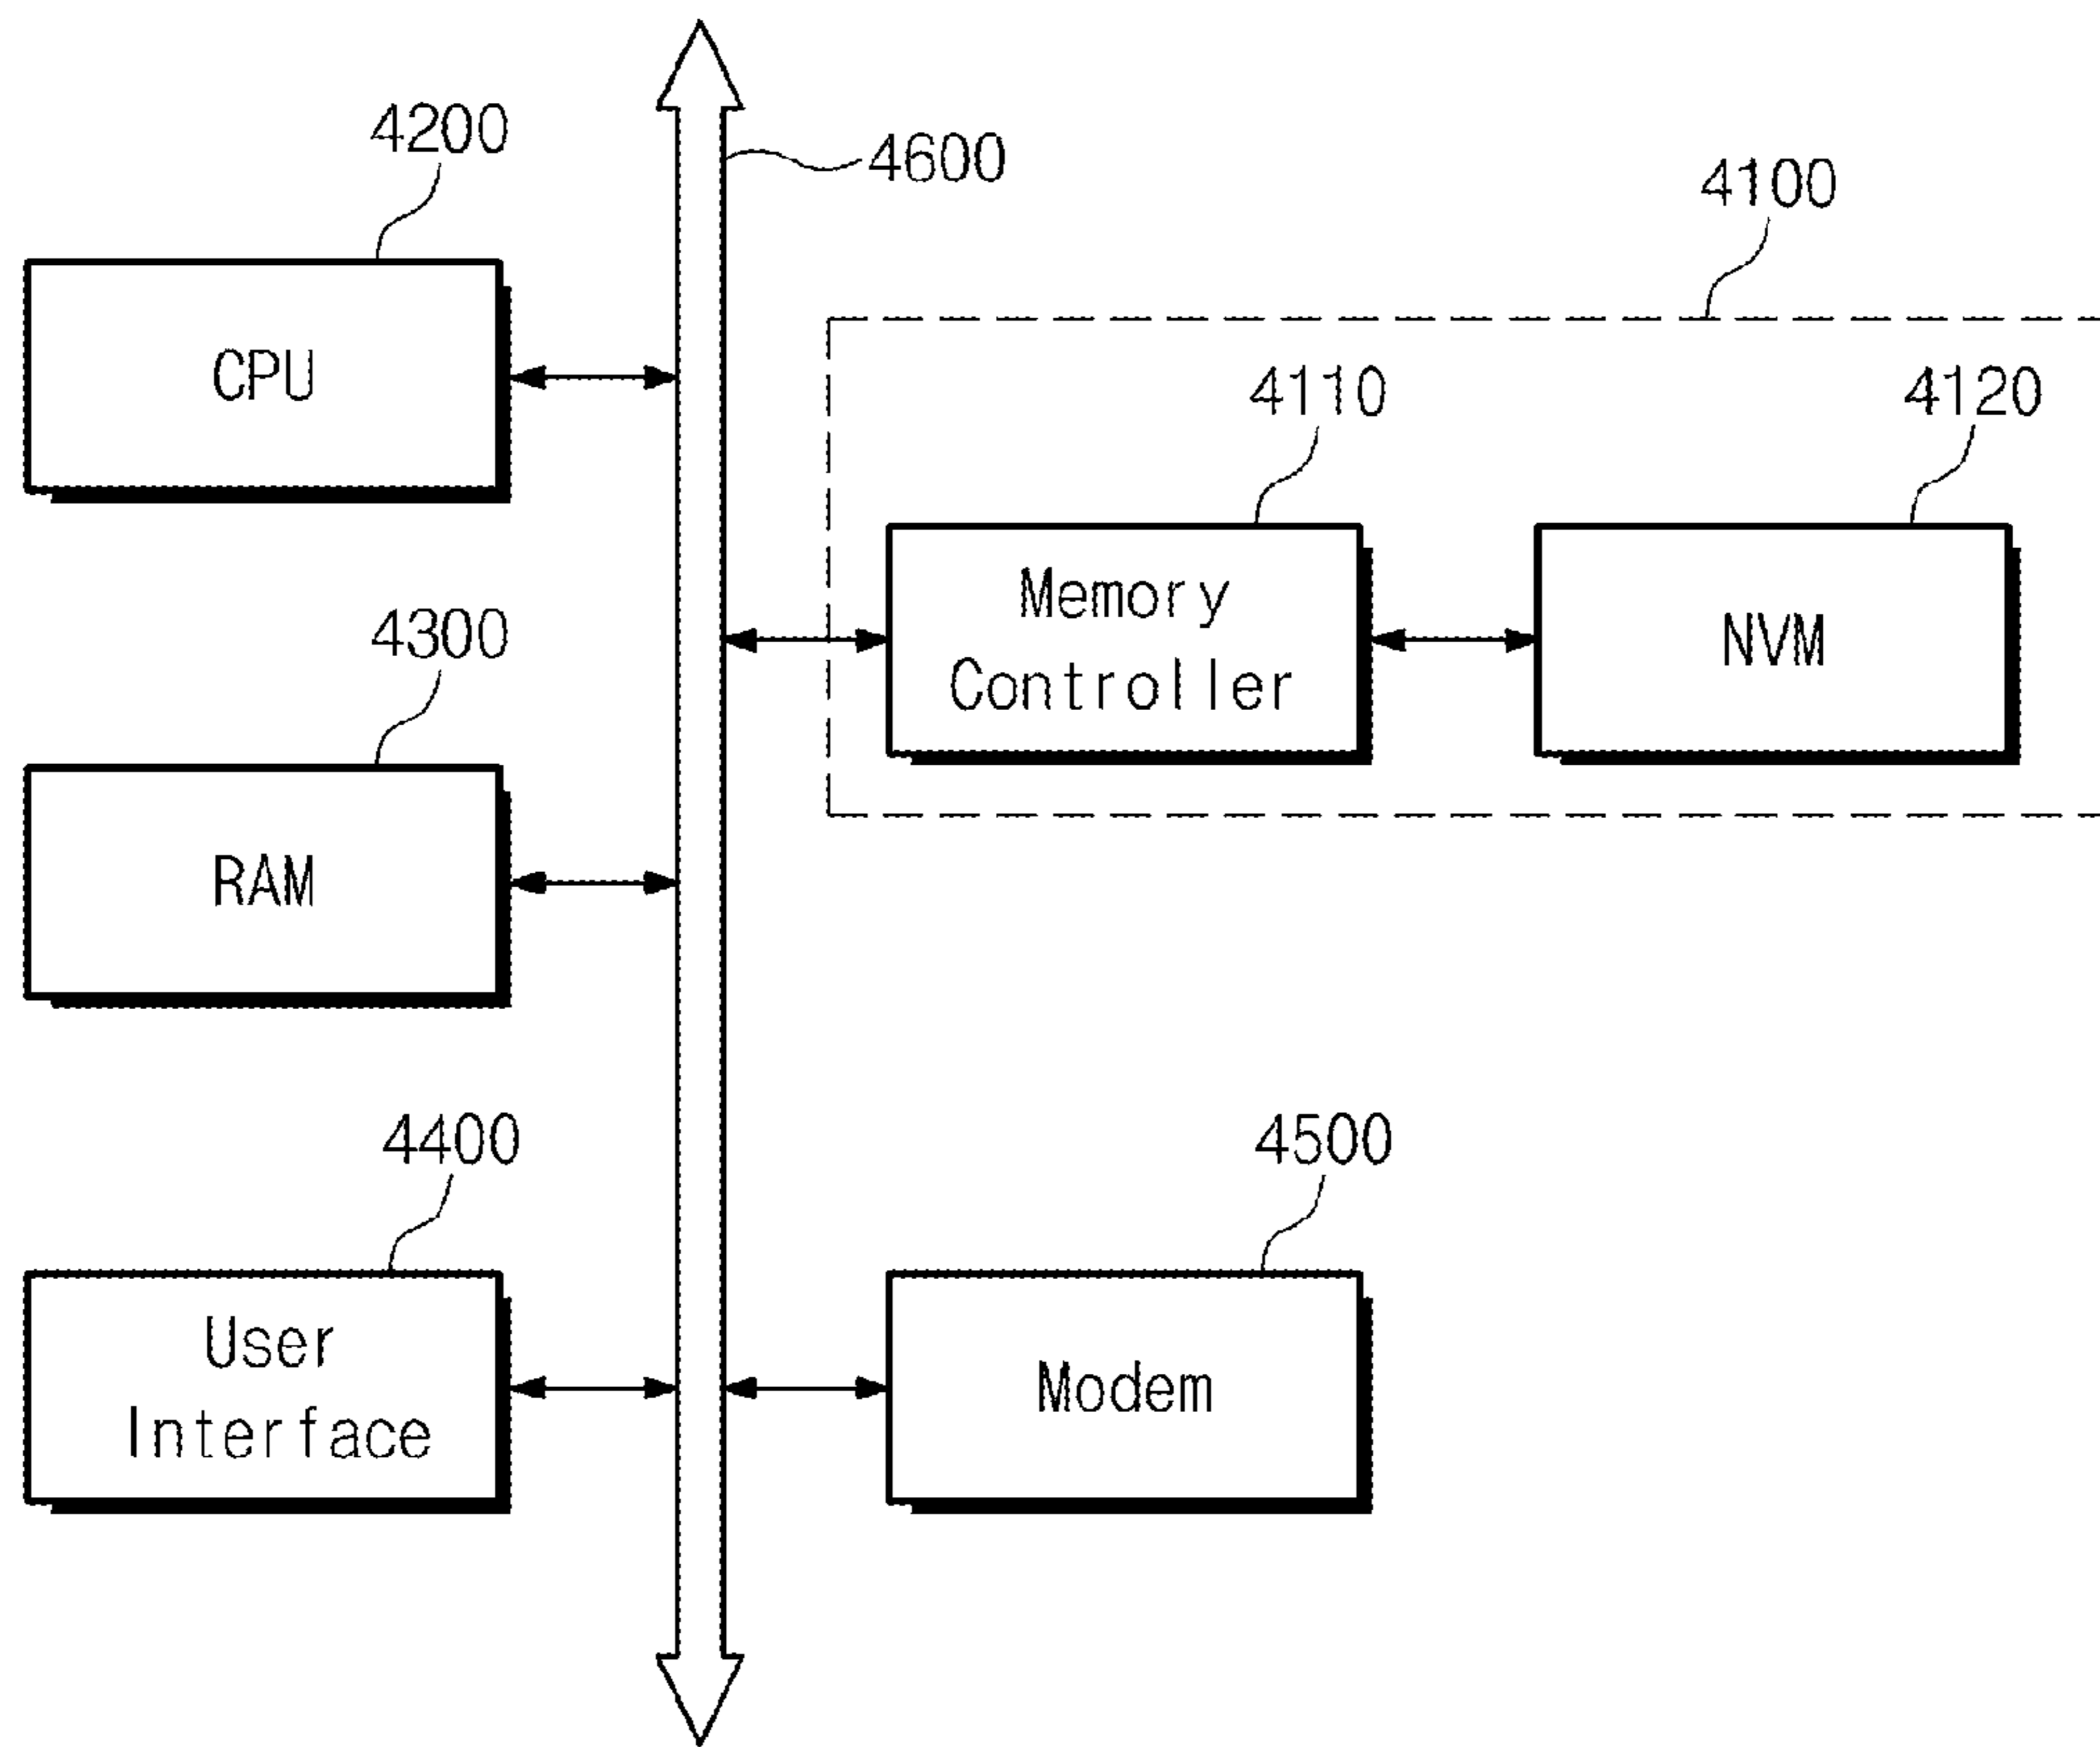 4200
4600
4100
CPU
4110
4120
Memory
Controller
NVM
4300
RAM
4400
4500
User
Interface
Modem